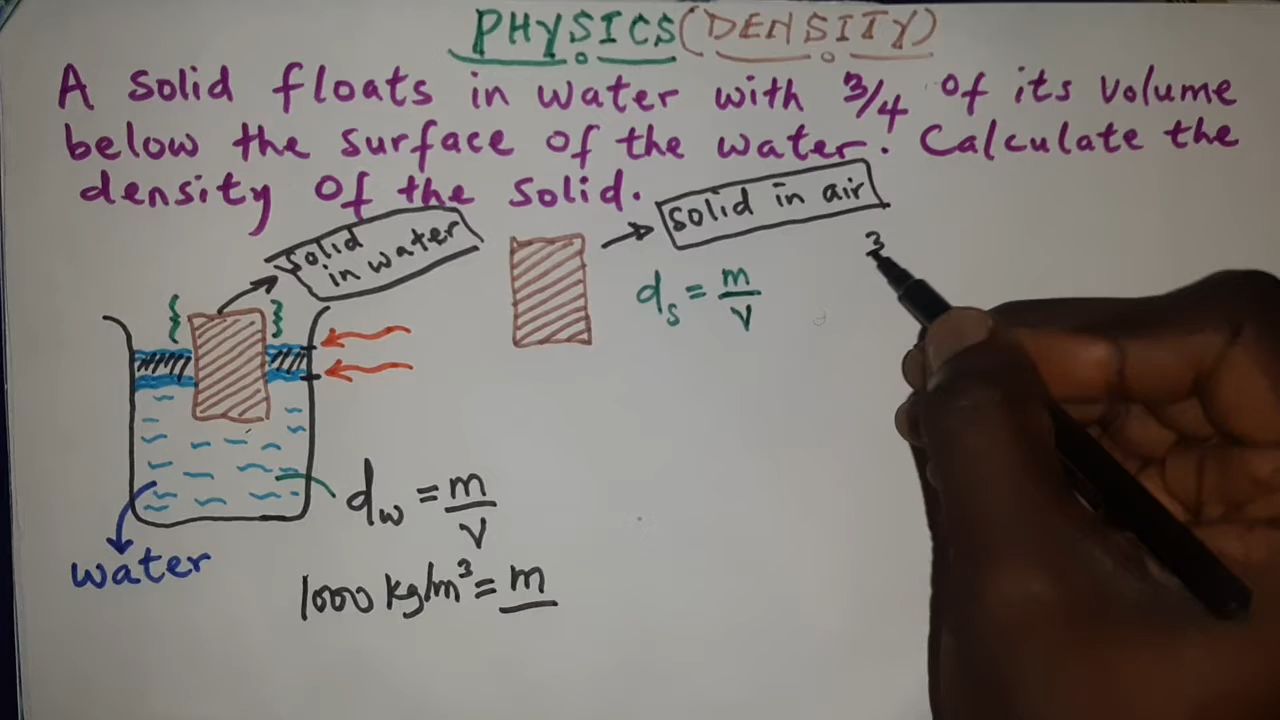 PHYSICS(DENSITY)
A solid floats in water with 3/4 of its volume
below the surface of the water. Calculate the
density of the solid.
solid in air
solid
in water
3
ds = m/v
dw = m/v
water
1000 kg/m³ = m